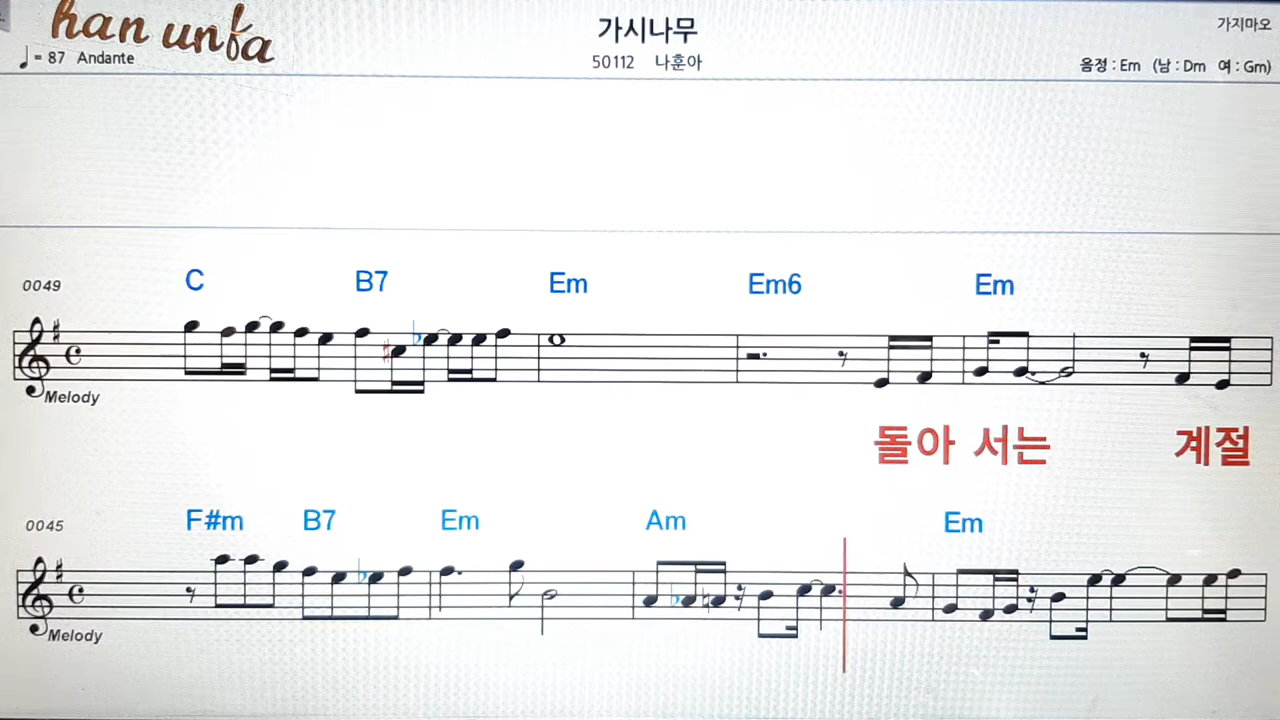 han unfa
가시나무
가지마오
♩ = 87 Andante
50112 나훈아
음정 : Em (남 : Dm 여 : Gm)
0049
C B7 Em Em6 Em
Melody
돌아 서는 계절
0045
F#m B7 Em Am Em
Melody